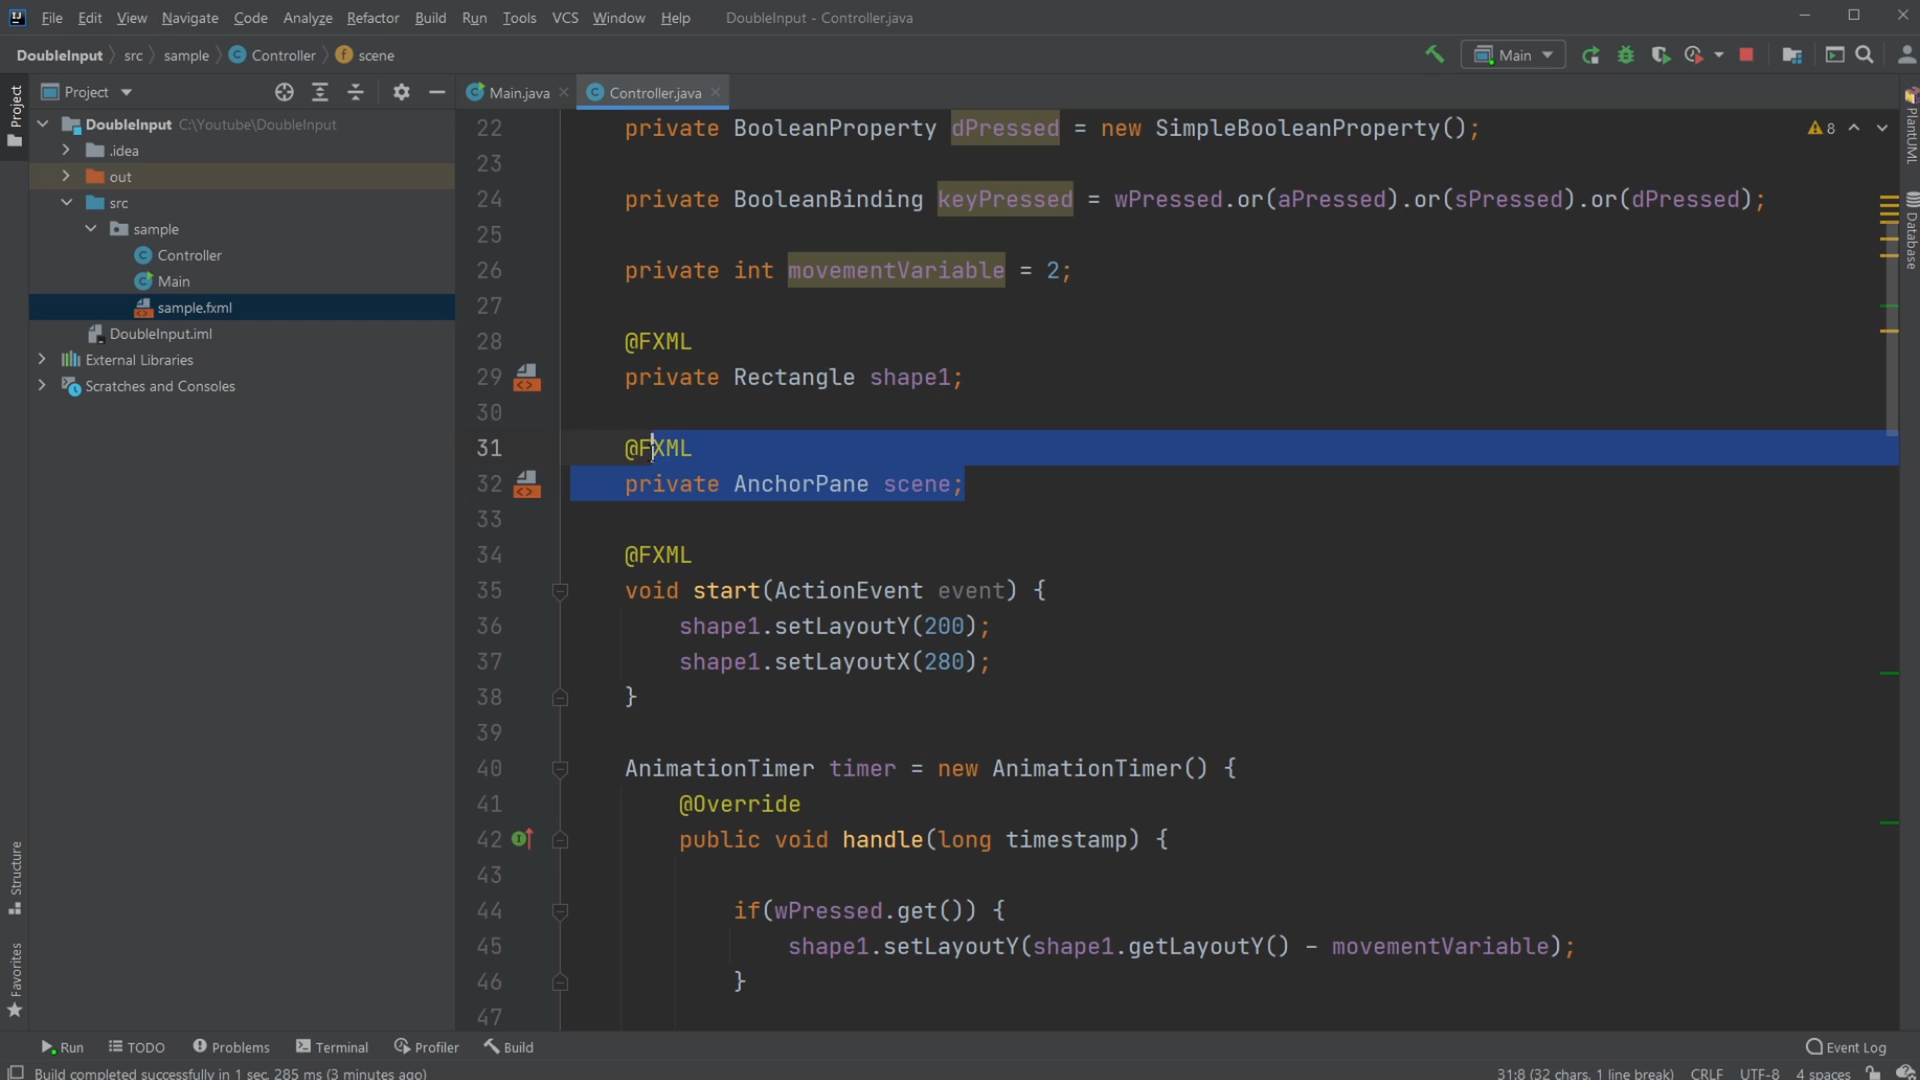 File Edit View Navigate Code Analyze Refactor Build Run Tools VCS Window Help DoubleInput - Controller.java
DoubleInput src sample Controller scene Main
Project Main.java Controller.java
Project
DoubleInput C:\Youtube\DoubleInput
.idea
out
src
sample
Controller
Main
sample.fxml
DoubleInput.iml
External Libraries
Scratches and Consoles
Structure
Favorites
22 private BooleanProperty dPressed = new SimpleBooleanProperty();
23
24 private BooleanBinding keyPressed = wPressed.or(aPressed).or(sPressed).or(dPressed);
25
26 private int movementVariable = 2;
27
28 @FXML
29 private Rectangle shape1;
30
31 @FXML
32 private AnchorPane scene;
33
34 @FXML
35 void start(ActionEvent event) {
36 shape1.setLayoutY(200);
37 shape1.setLayoutX(280);
38 }
39
40 AnimationTimer timer = new AnimationTimer() {
41 @Override
42 public void handle(long timestamp) {
43
44 if(wPressed.get()) {
45 shape1.setLayoutY(shape1.getLayoutY() - movementVariable);
46 }
47
8
PlantUML
Database
Run TODO Problems Terminal Profiler Build Event Log
Build completed successfully in 1 sec, 285 ms (3 minutes ago) 31:8 (32 chars, 1 line break) CRLF UTF-8 4 spaces